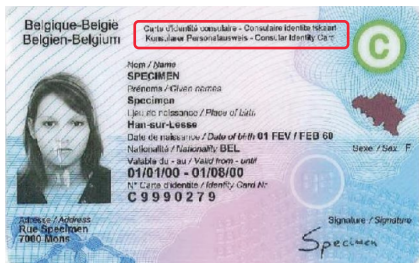 Belgique-België
Belgien-Belgium
Carte d'identité consulaire - Consulaire identiteitskaart
Konsularer Personalausweis - Consular Identity Card
C
Nom / Name
SPECIMEN
Prénoms / Given names
Specimen
Lieu de naissance / Place of birth
Han-sur-Lesse
Date de naissance / Date of birth 01 FEV / FEB 60
Nationalité / Nationality BEL
Sexe / Sex F
Valable du - au / Valid from - until
01/01/00 - 01/08/00
N° Carte d'identité / Identity Card Nr
C9990279
Adresse / Address
Rue Specimen
7000 Mons
Signature / Signature
Specimen